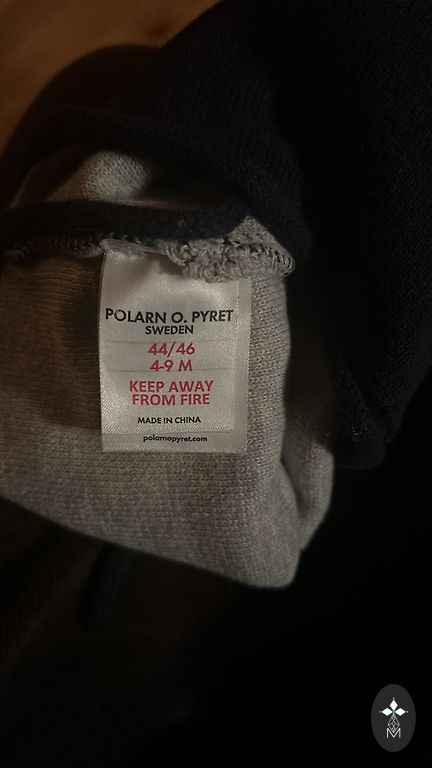 POLARN O. PYRET
SWEDEN
44/46
4-9 M
KEEP AWAY
FROM FIRE
MADE IN CHINA
polarnopyret.com